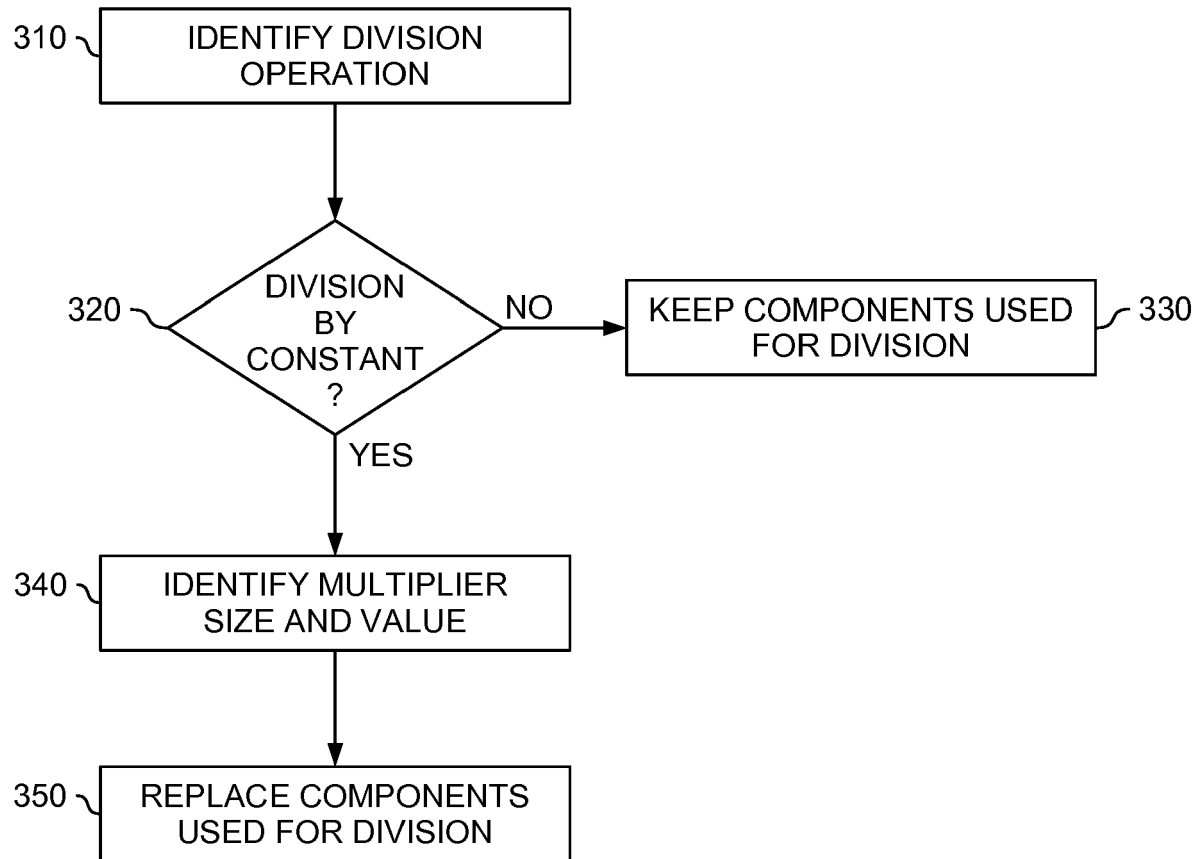 310
IDENTIFY DIVISION
OPERATION
320
DIVISION
BY
CONSTANT
?
NO
KEEP COMPONENTS USED
FOR DIVISION
330
YES
340
IDENTIFY MULTIPLIER
SIZE AND VALUE
350
REPLACE COMPONENTS
USED FOR DIVISION